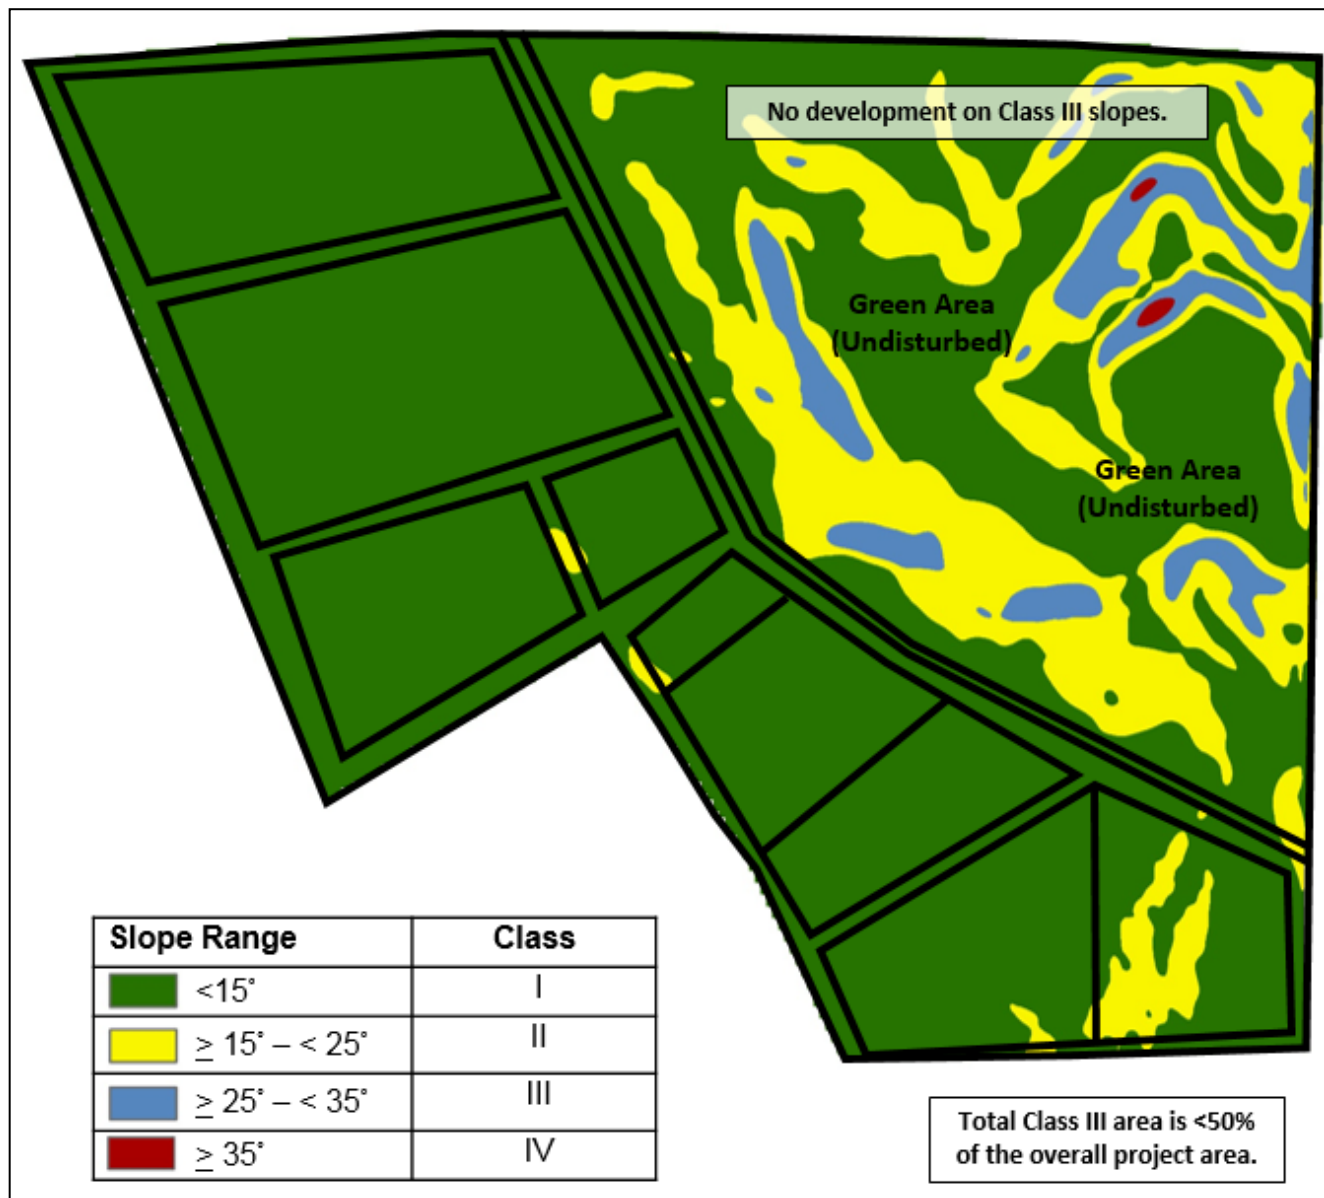 No development on Class III slopes.
Green Area
(Undisturbed)
Green Area
(Undisturbed)
Slope Range Class
<15° I
≥ 15° – < 25° II
≥ 25° – < 35° III
≥ 35° IV
Total Class III area is <50%
of the overall project area.